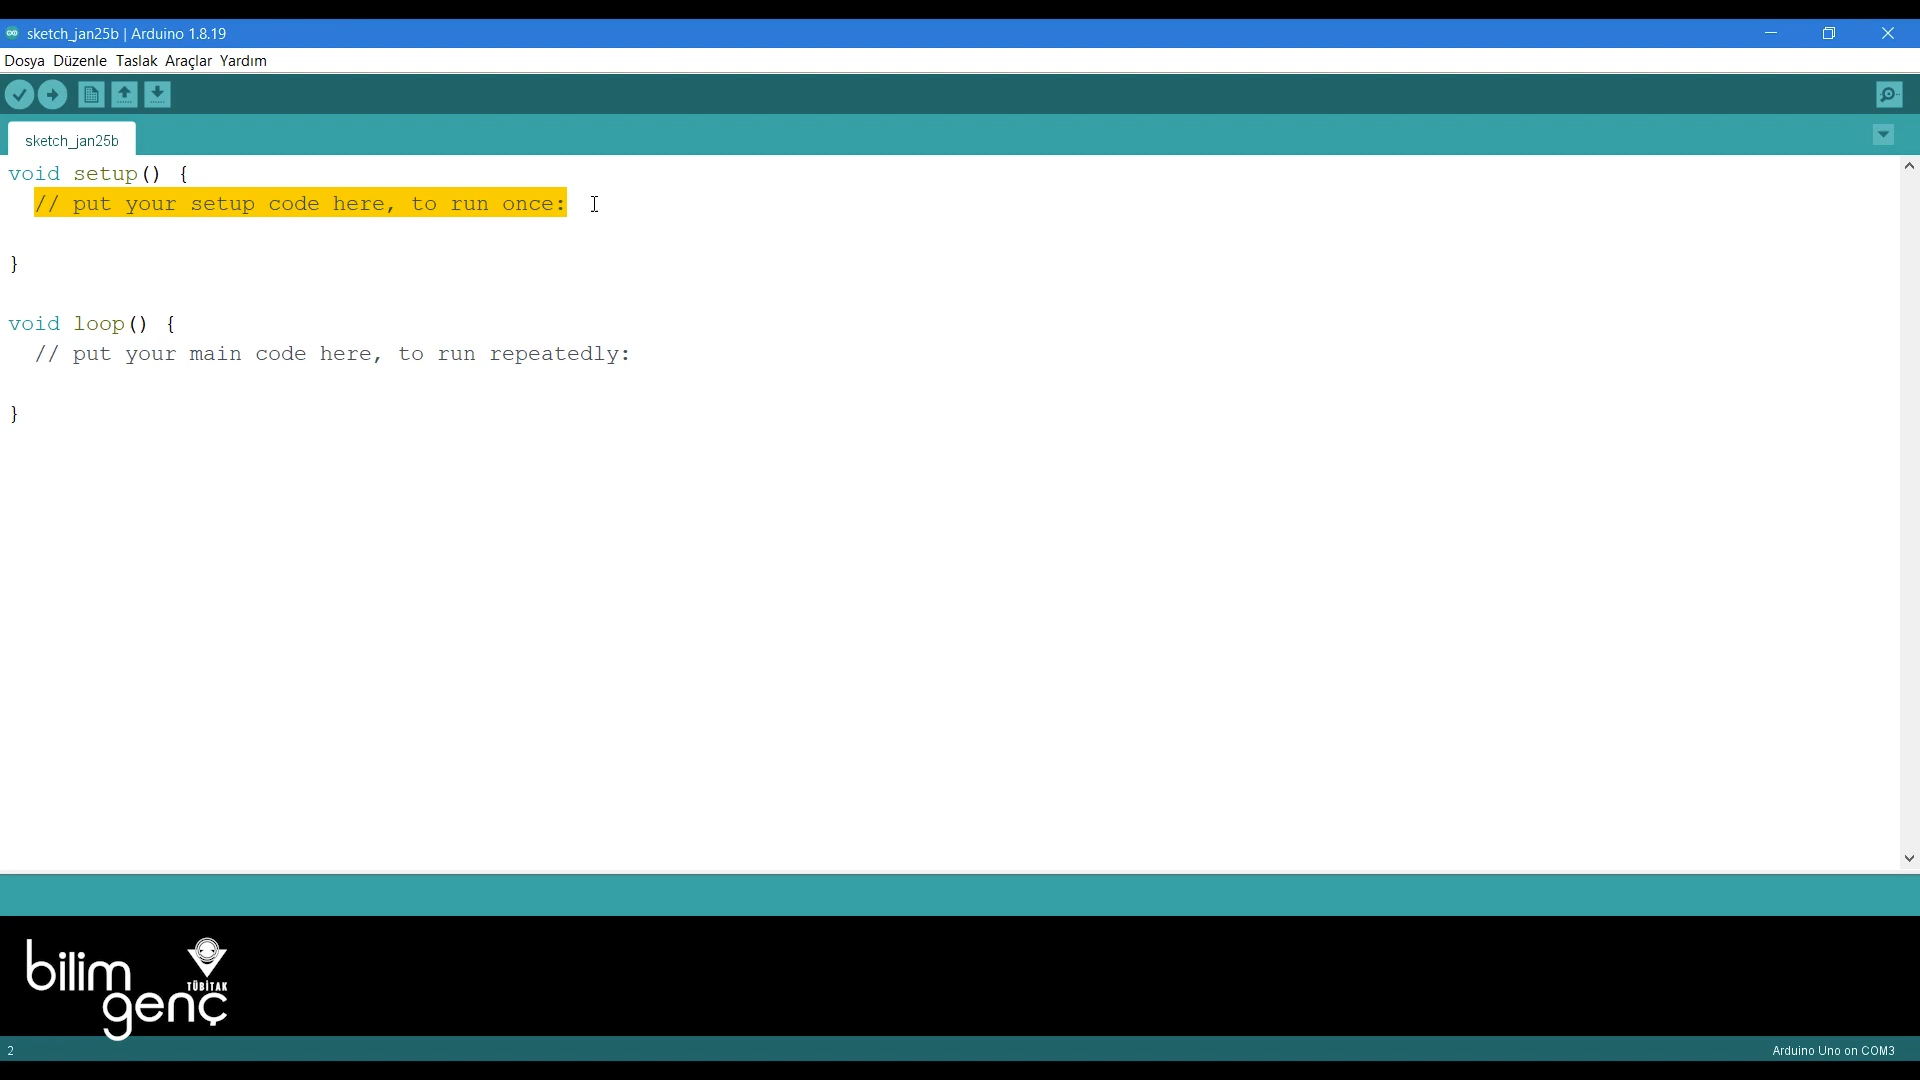 sketch_jan25b | Arduino 1.8.19
Dosya Düzenle Taslak Araçlar Yardım
sketch_jan25b
void setup() {
  // put your setup code here, to run once:
}
void loop() {
  // put your main code here, to run repeatedly:
}
bilim
TÜBİTAK
genç
2
Arduino Uno on COM3